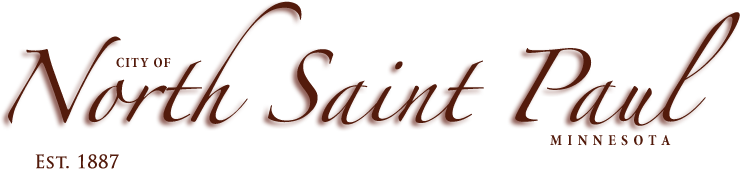 CITY OF
North Saint Paul
MINNESOTA
EST. 1887